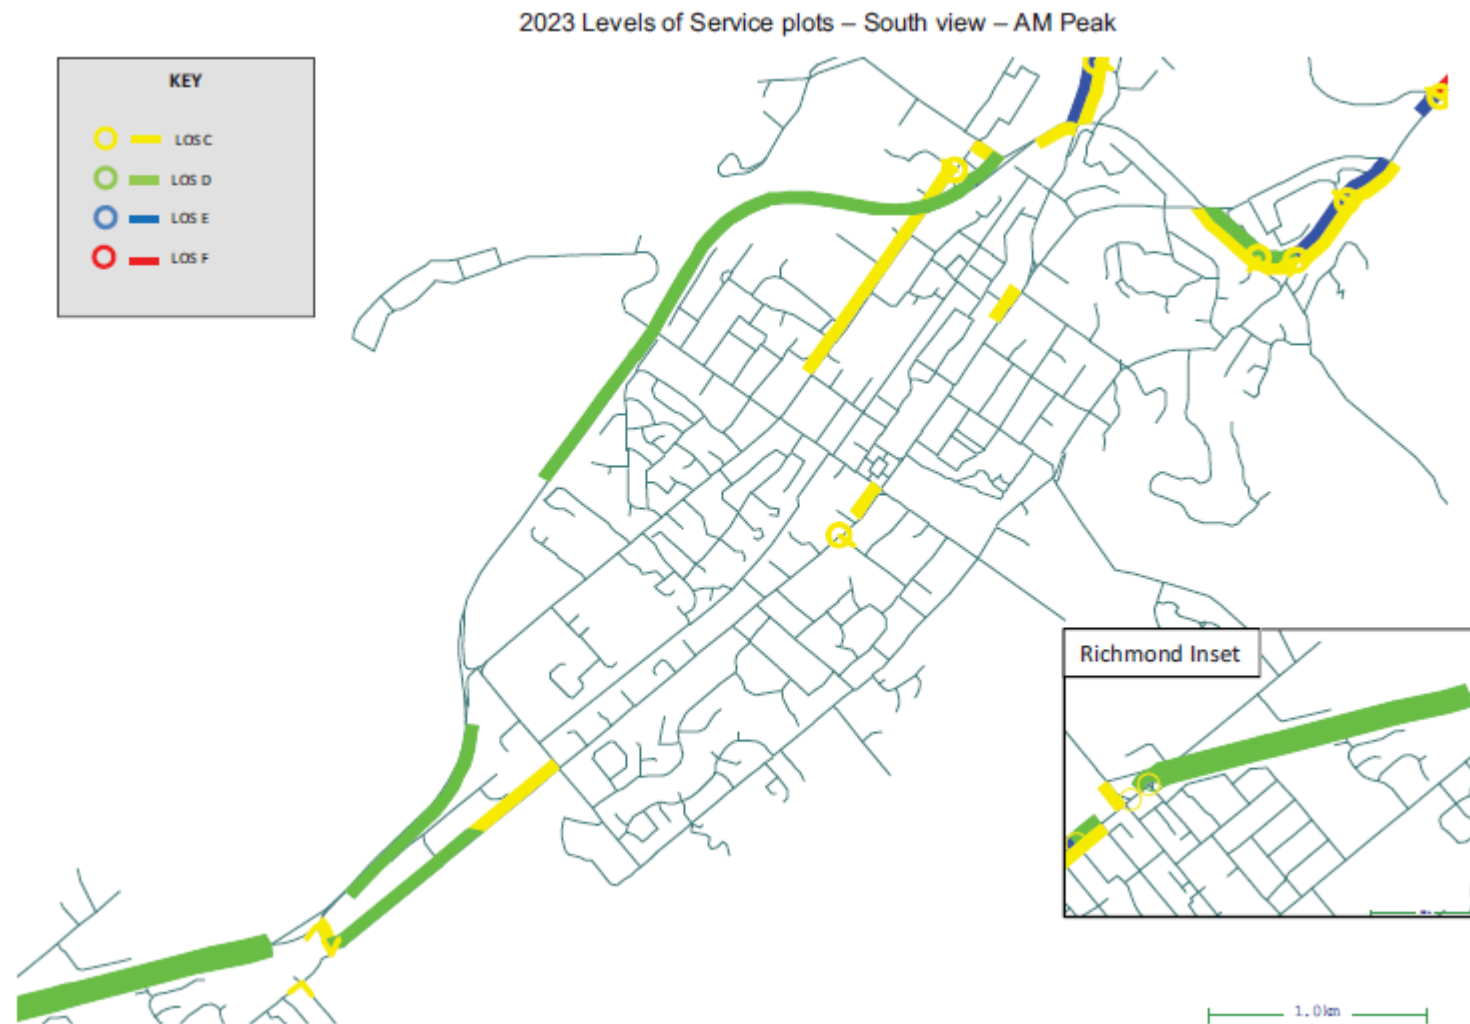 2023 Levels of Service plots – South view – AM Peak
KEY
LOS C
LOS D
LOS E
LOS F
Richmond Inset
1.0km